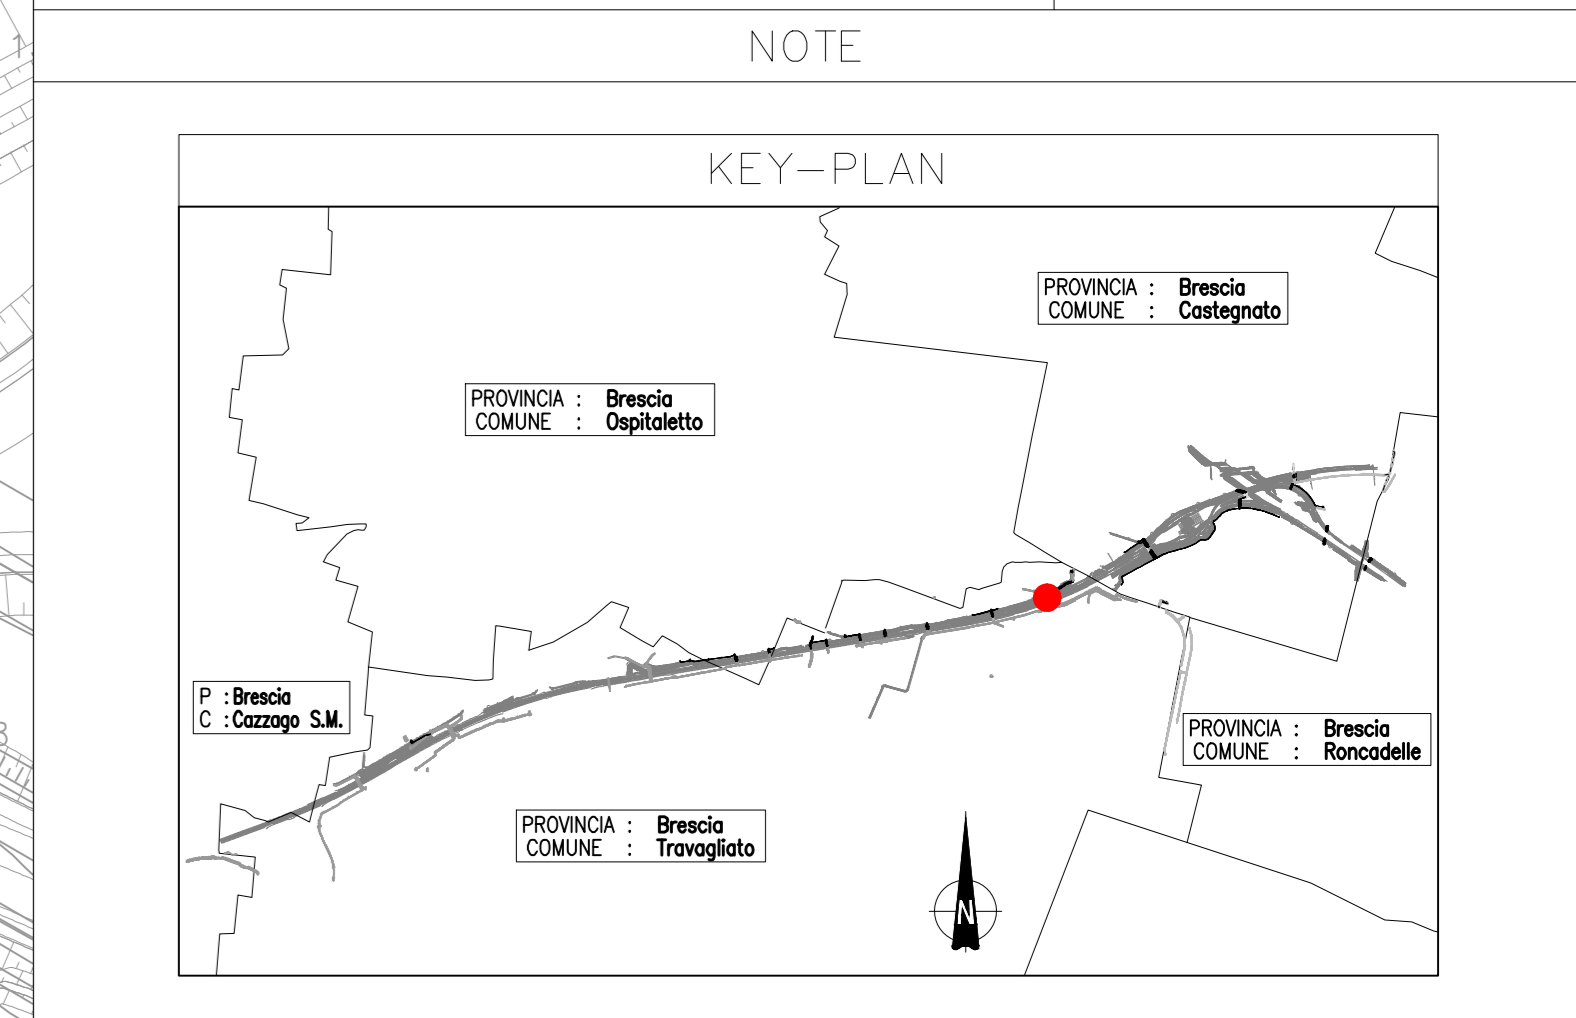 NOTE
KEY-PLAN
PROVINCIA : Brescia
COMUNE : Castegnato
PROVINCIA : Brescia
COMUNE : Ospitaletto
P : Brescia
C : Cazzago S.M.
PROVINCIA : Brescia
COMUNE : Roncadelle
PROVINCIA : Brescia
COMUNE : Travagliato
N